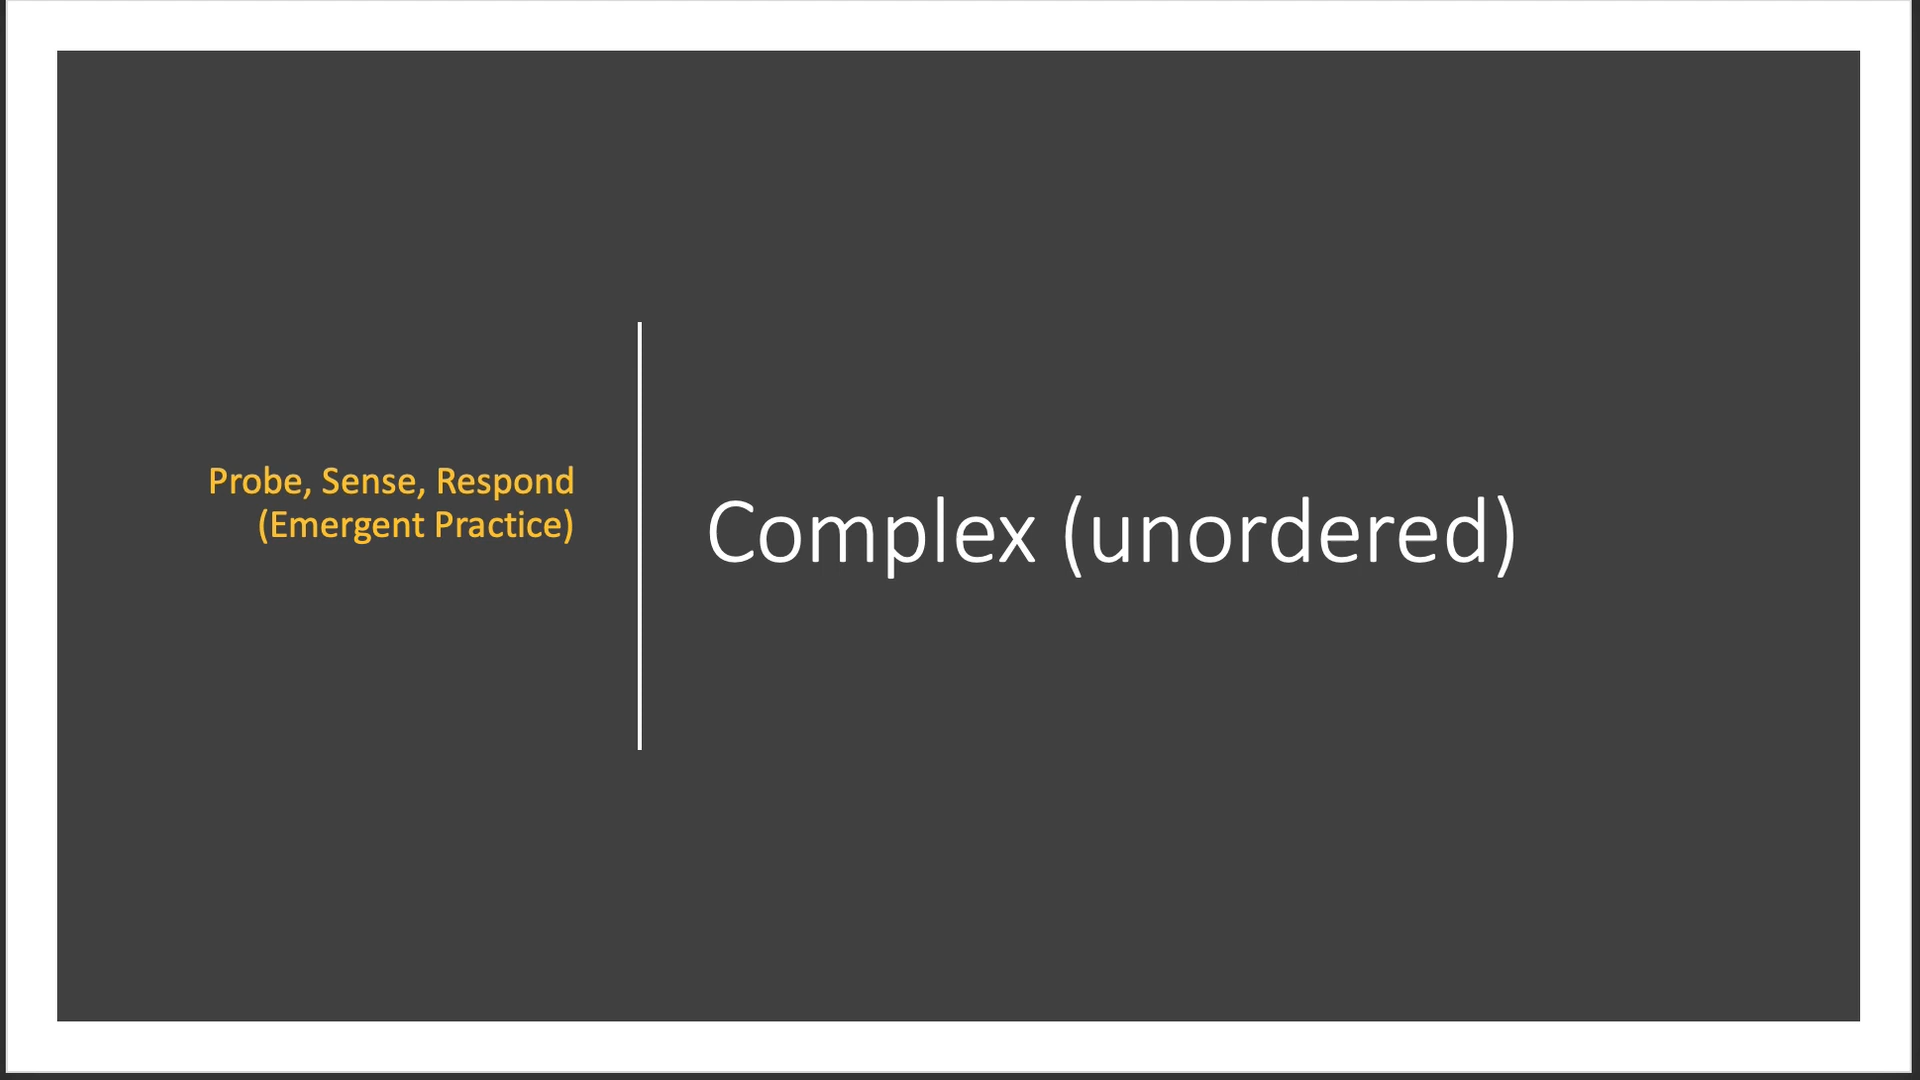 Probe, Sense, Respond
(Emergent Practice)
Complex (unordered)